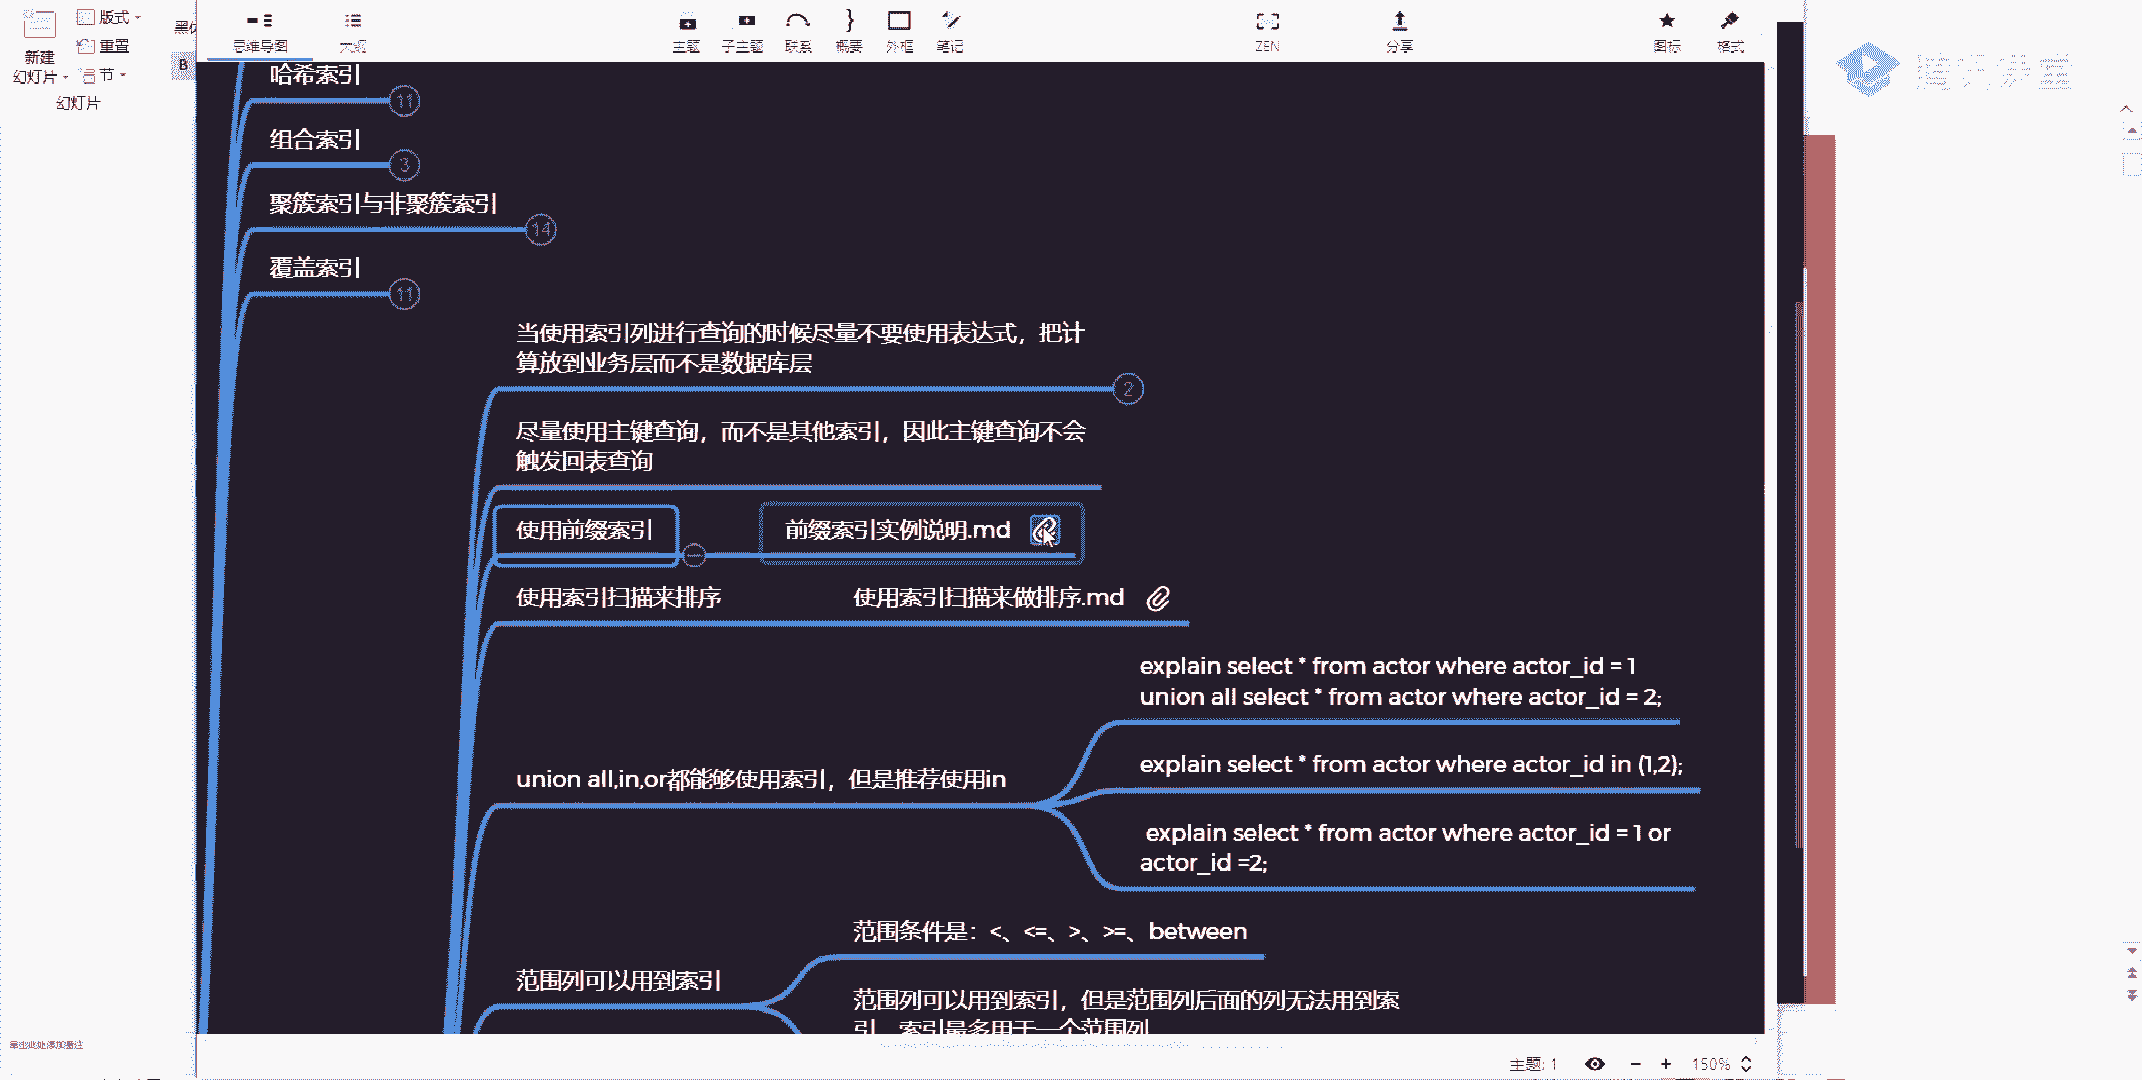 版式
重置
节
新建
幻灯片
幻灯片
B
思维导图
大纲
主题
子主题
联系
概要
外框
笔记
ZEN
分享
图标
格式
腾讯课堂
哈希索引
11
组合索引
3
聚簇索引与非聚簇索引
14
覆盖索引
11
当使用索引列进行查询的时候尽量不要使用表达式，把计
算放到业务层而不是数据库层
2
尽量使用主键查询，而不是其他索引，因此主键查询不会
触发回表查询
使用前缀索引
前缀索引实例说明.md
使用索引扫描来排序
使用索引扫描来做排序.md
explain select * from actor where actor_id = 1
union all select * from actor where actor_id = 2;
union all,in,or都能够使用索引，但是推荐使用in
explain select * from actor where actor_id in (1,2);
explain select * from actor where actor_id = 1 or
actor_id =2;
范围条件是：<、<=、>、>=、between
范围列可以用到索引
范围列可以用到索引，但是范围列后面的列无法用到索
引，索引最多用于一个范围列
单击此处添加备注
主题: 1
150%